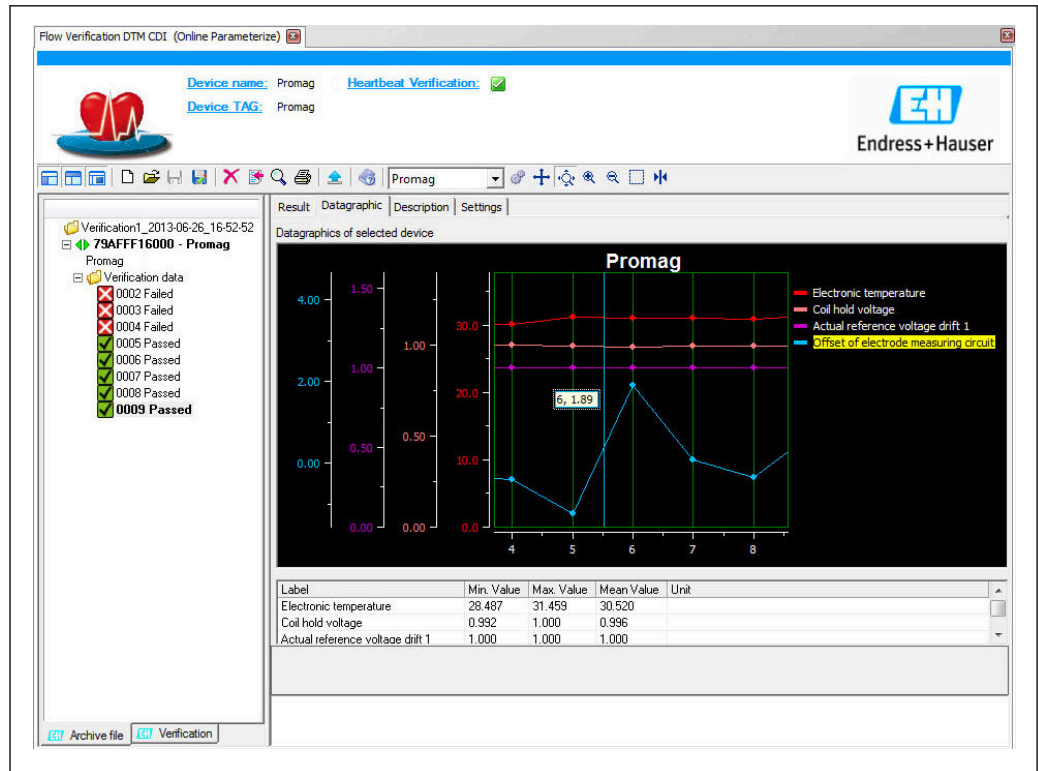 Flow Verification DTM CDI (Online Parameterize)
Device name: Promag Heartbeat Verification:
Device TAG: Promag
EH
Endress+Hauser
Promag
Result Datagraphic Description Settings
Verification1_2013-06-26_16-52-52
79AFFF16000 - Promag
Promag
Verification data
0002 Failed
0003 Failed
0004 Failed
0005 Passed
0006 Passed
0007 Passed
0008 Passed
0009 Passed
Datagraphics of selected device
Promag
4.00
2.00
0.00
1.50
1.00
0.50
0.00
1.00
0.50
0.00
30.0
20.0
10.0
0.0
6, 1.89
4 5 6 7 8
Electronic temperature
Coil hold voltage
Actual reference voltage drift 1
Offset of electrode measuring circuit
Label Min. Value Max. Value Mean Value Unit
Electronic temperature 28.487 31.459 30.520
Coil hold voltage 0.992 1.000 0.996
Actual reference voltage drift 1 1.000 1.000 1.000
EH Archive file EH Verification